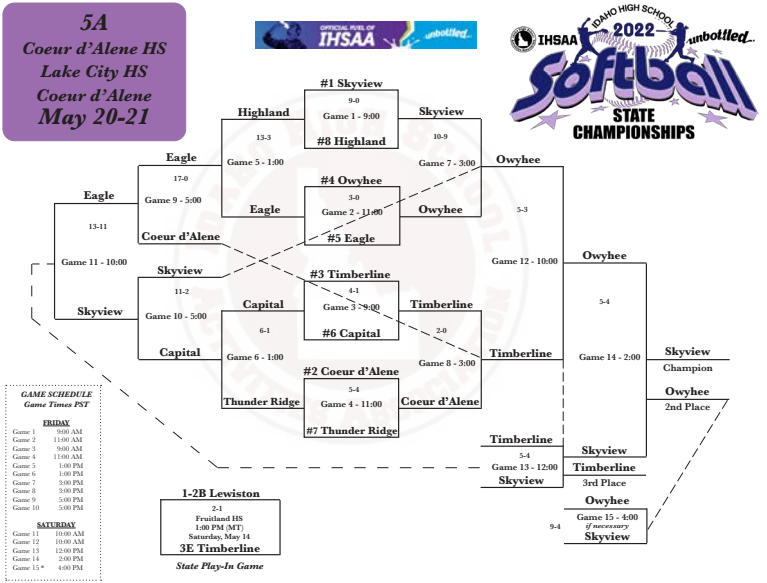 5A
Coeur d'Alene HS
Lake City HS
Coeur d'Alene
May 20-21
OFFICIAL FUEL OF
IHSAA
unbottled...
IDAHO HIGH SCHOOL
IHSAA
2022
unbottled...
Softball
STATE
CHAMPIONSHIPS
#1 Skyview
9-0
Game 1 - 9:00
#8 Highland
Highland
13-3
Game 5 - 1:00
Skyview
10-9
Game 7 - 3:00
Eagle
17-0
Game 9 - 5:00
#4 Owyhee
3-0
Game 2 - 11:00
#5 Eagle
Eagle
Owyhee
Owyhee
5-3
Game 12 - 10:00
Eagle
13-11
Game 11 - 10:00
Coeur d'Alene
Skyview
11-2
Game 10 - 5:00
Skyview
Capital
#3 Timberline
4-1
Game 3 - 9:00
#6 Capital
Capital
6-1
Game 6 - 1:00
Timberline
2-0
Game 8 - 3:00
Timberline
#2 Coeur d'Alene
5-4
Game 4 - 11:00
#7 Thunder Ridge
Thunder Ridge
Coeur d'Alene
Owyhee
5-4
Game 14 - 2:00
Skyview
Champion
Owyhee
2nd Place
Timberline
5-4
Game 13 - 12:00
Skyview
Skyview
Timberline
3rd Place
Owyhee
9-4
Game 15 - 4:00
if necessary
Skyview
GAME SCHEDULE
Game Times PST
FRIDAY
Game 1 9:00 AM
Game 2 11:00 AM
Game 3 9:00 AM
Game 4 11:00 AM
Game 5 1:00 PM
Game 6 1:00 PM
Game 7 3:00 PM
Game 8 3:00 PM
Game 9 5:00 PM
Game 10 5:00 PM
SATURDAY
Game 11 10:00 AM
Game 12 10:00 AM
Game 13 12:00 PM
Game 14 2:00 PM
Game 15 * 4:00 PM
1-2B Lewiston
2-1
Fruitland HS
1:00 PM (MT)
Saturday, May 14
3E Timberline
State Play-In Game